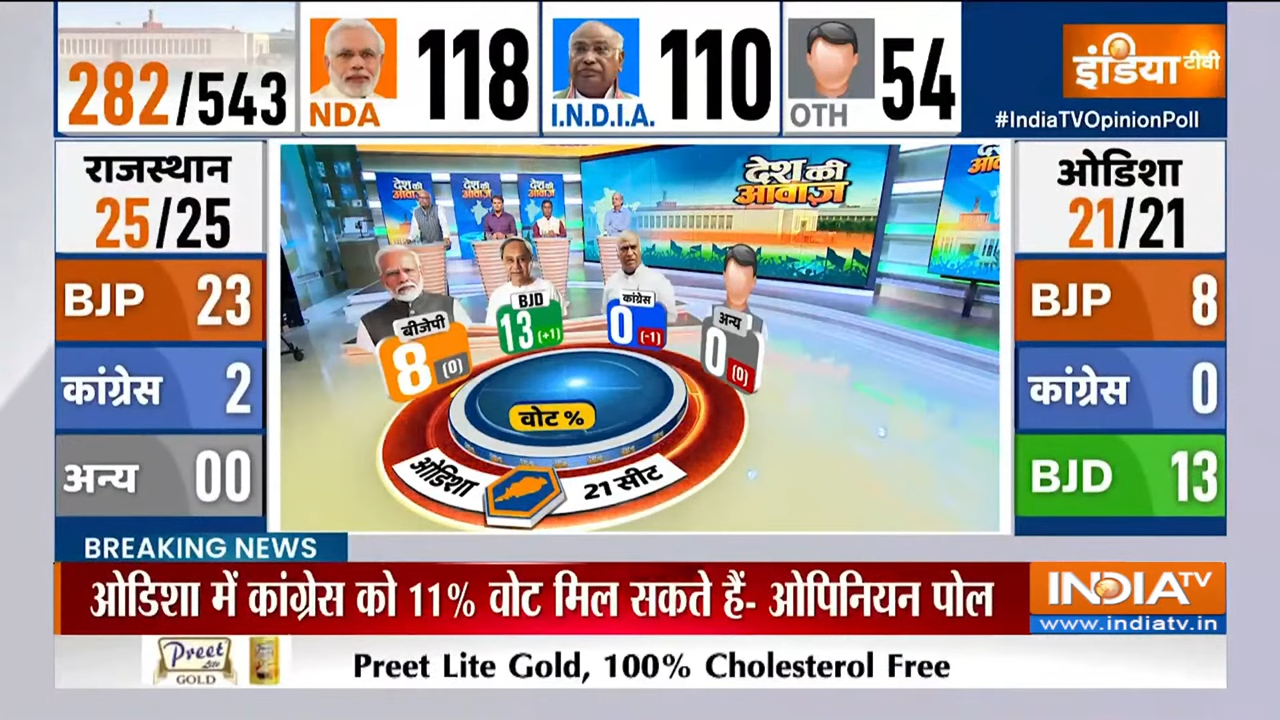 282/543
NDA 118
I.N.D.I.A. 110
OTH 54
इंडिया टीवी
#IndiaTVOpinionPoll
राजस्थान
25/25
BJP 23
कांग्रेस 2
अन्य 00
देश की
आवाज़
देश की
आवाज़
देश की
आवाज़
देश की
आवाज़
बीजेपी
8 (0)
BJD
13 (+1)
कांग्रेस
0 (-1)
अन्य
0 (0)
वोट %
ओडिशा
21 सीट
ओडिशा
21/21
BJP 8
कांग्रेस 0
BJD 13
BREAKING NEWS
ओडिशा में कांग्रेस को 11% वोट मिल सकते हैं- ओपिनियन पोल
INDIA TV
www.indiatv.in
Preet
Lite
GOLD
Preet Lite Gold, 100% Cholesterol Free